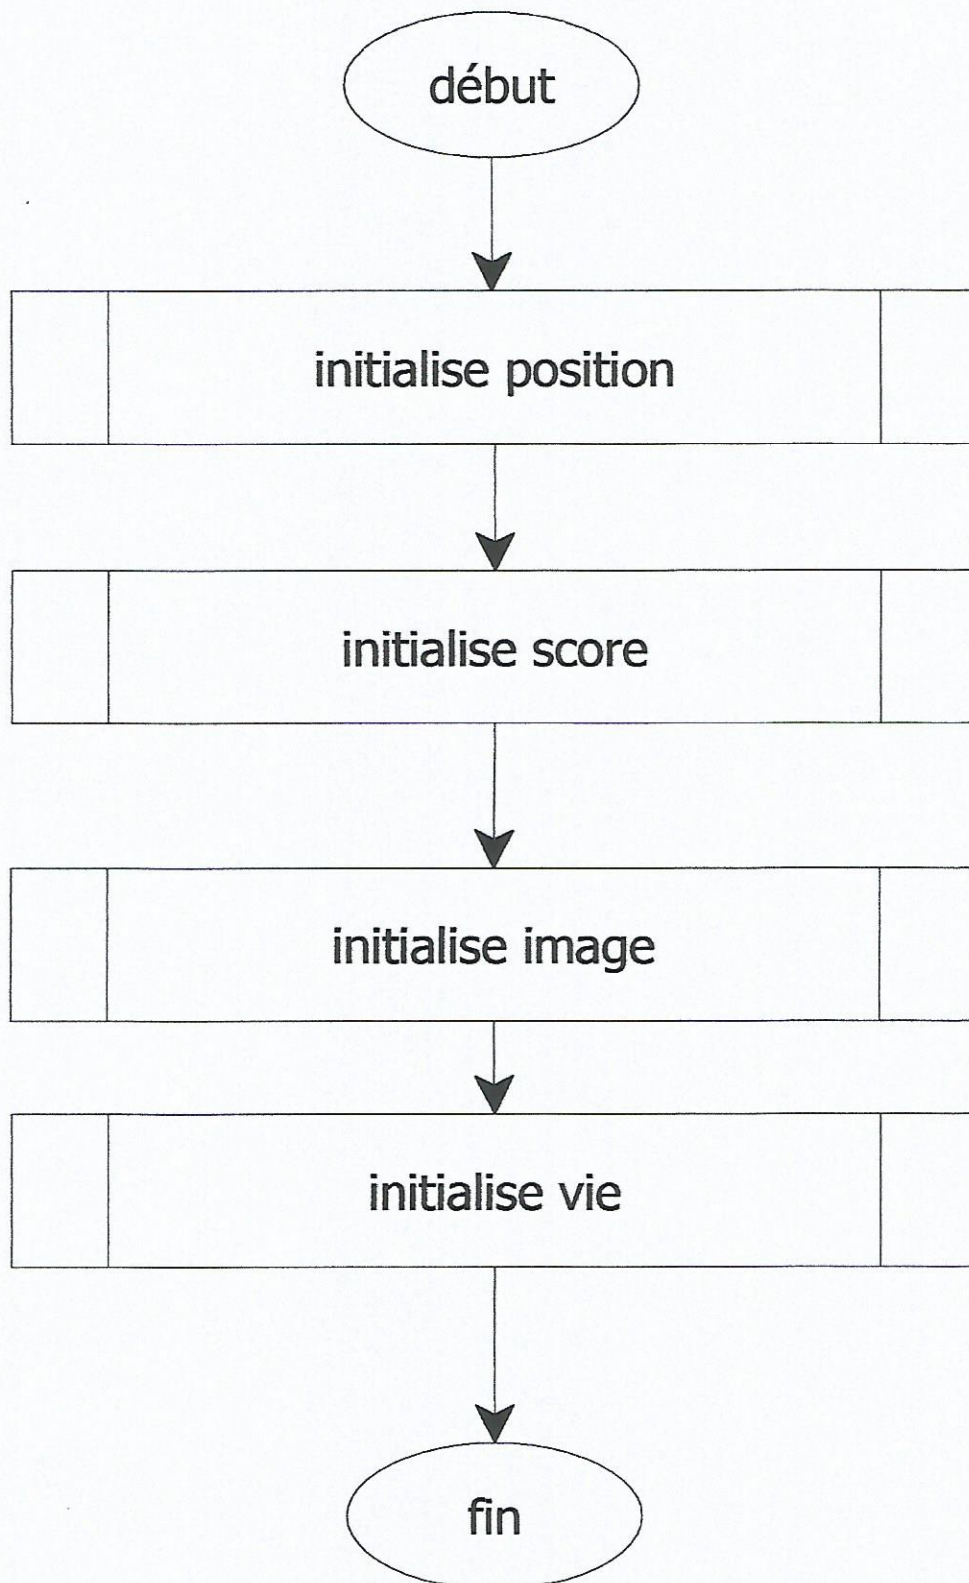 début
initialise position
initialise score
initialise image
initialise vie
fin